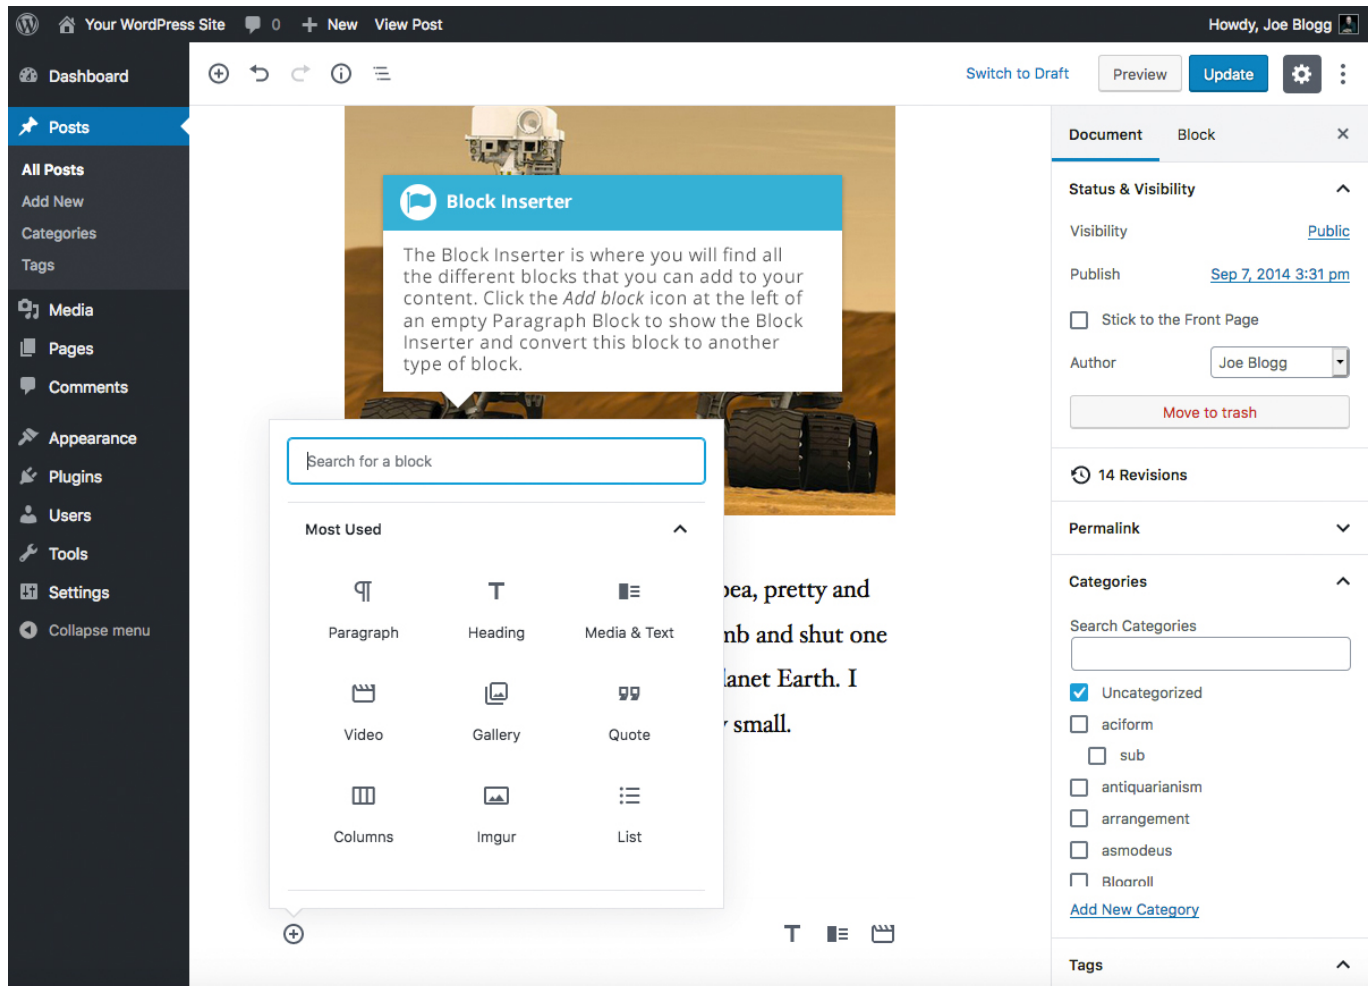 Your WordPress Site 0 New View Post
Howdy, Joe Blogg
Dashboard
Posts
All Posts
Add New
Categories
Tags
Media
Pages
Comments
Appearance
Plugins
Users
Tools
Settings
Collapse menu
Switch to Draft Preview Update
Block Inserter
The Block Inserter is where you will find all
the different blocks that you can add to your
content. Click the Add block icon at the left of
an empty Paragraph Block to show the Block
Inserter and convert this block to another
type of block.
Search for a block
Most Used
Paragraph Heading Media & Text
Video Gallery Quote
Columns Imgur List
pretty and
and shut one
Earth. I
small.
Document Block
Status & Visibility
Visibility Public
Publish Sep 7, 2014 3:31 pm
Stick to the Front Page
Author Joe Blogg
Move to trash
14 Revisions
Permalink
Categories
Search Categories
Uncategorized
aciform
sub
antiquarianism
arrangement
asmodeus
Blogroll
Add New Category
Tags